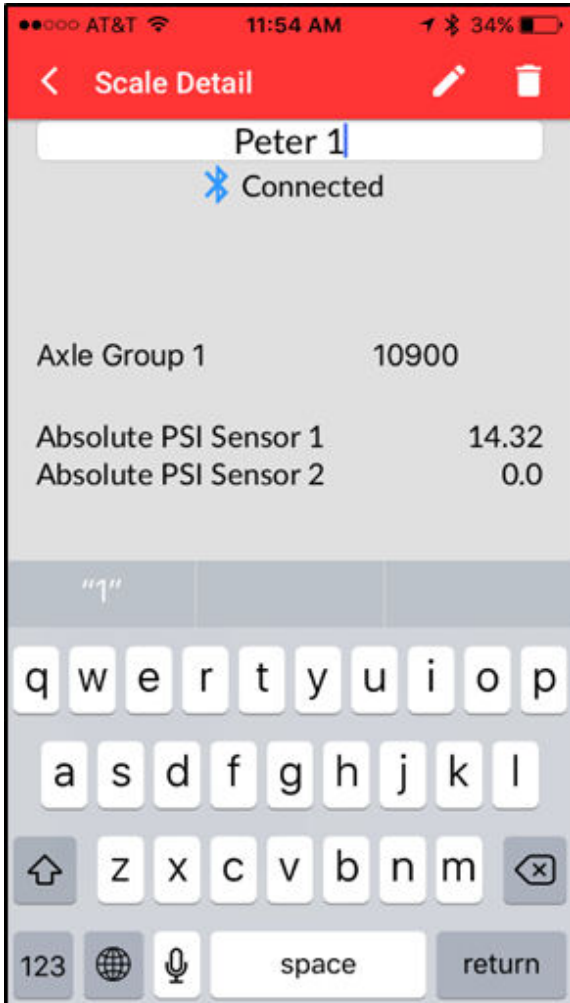 AT&T 11:54 AM 34%
Scale Detail
Peter 1
Connected
Axle Group 1 10900
Absolute PSI Sensor 1 14.32
Absolute PSI Sensor 2 0.0
"1"
q w e r t y u i o p
a s d f g h j k l
z x c v b n m
123 space return